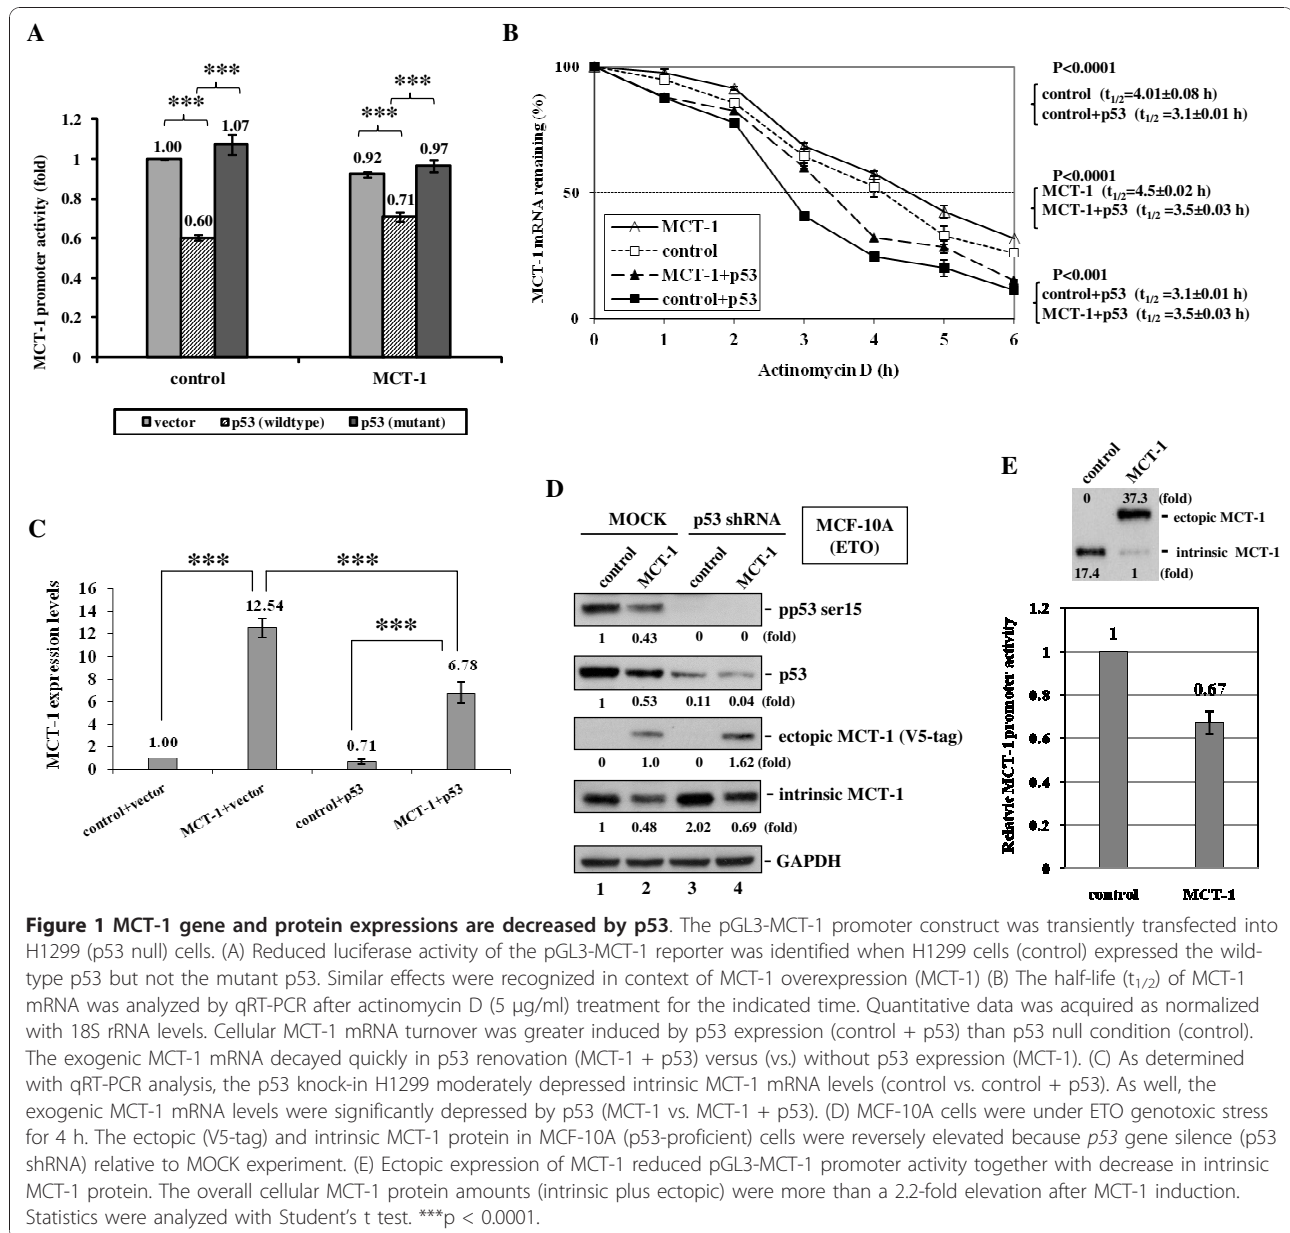 A
***
***
***
***
1.2
1
0.8
0.6
0.4
0.2
0
MCT-1 promoter activity (fold)
1.00
0.60
1.07
0.92
0.71
0.97
control
MCT-1
vector p53 (wildtype) p53 (mutant)
B
100
50
0
MCT-1 mRNA remaining (%)
MCT-1
control
MCT-1+p53
control+p53
0 1 2 3 4 5 6
Actinomycin D (h)
P<0.0001
control (t1/2=4.01±0.08 h)
control+p53 (t1/2 =3.1±0.01 h)
P<0.0001
MCT-1 (t1/2=4.5±0.02 h)
MCT-1+p53 (t1/2 =3.5±0.03 h)
P<0.001
control+p53 (t1/2 =3.1±0.01 h)
MCT-1+p53 (t1/2 =3.5±0.03 h)
C
***
***
***
16
14
12
10
8
6
4
2
0
MCT-1 expression levels
1.00
12.54
0.71
6.78
control+vector
MCT-1+vector
control+p53
MCT-1+p53
D
MOCK p53 shRNA
control MCT-1 control MCT-1
MCF-10A
(ETO)
pp53 ser15
1 0.43 0 0 (fold)
p53
1 0.53 0.11 0.04 (fold)
ectopic MCT-1 (V5-tag)
0 1.0 0 1.62 (fold)
intrinsic MCT-1
1 0.48 2.02 0.69 (fold)
GAPDH
1 2 3 4
E
control MCT-1
0 37.3 (fold)
ectopic MCT-1
intrinsic MCT-1
17.4 1 (fold)
1.2
1
0.8
0.6
0.4
0.2
0
Relatvie MCT-1 promoter activity
1
0.67
control MCT-1
Figure 1 MCT-1 gene and protein expressions are decreased by p53. The pGL3-MCT-1 promoter construct was transiently transfected into
H1299 (p53 null) cells. (A) Reduced luciferase activity of the pGL3-MCT-1 reporter was identified when H1299 cells (control) expressed the wild-
type p53 but not the mutant p53. Similar effects were recognized in context of MCT-1 overexpression (MCT-1) (B) The half-life (t1/2) of MCT-1
mRNA was analyzed by qRT-PCR after actinomycin D (5 μg/ml) treatment for the indicated time. Quantitative data was acquired as normalized
with 18S rRNA levels. Cellular MCT-1 mRNA turnover was greater induced by p53 expression (control + p53) than p53 null condition (control).
The exogenic MCT-1 mRNA decayed quickly in p53 renovation (MCT-1 + p53) versus (vs.) without p53 expression (MCT-1). (C) As determined
with qRT-PCR analysis, the p53 knock-in H1299 moderately depressed intrinsic MCT-1 mRNA levels (control vs. control + p53). As well, the
exogenic MCT-1 mRNA levels were significantly depressed by p53 (MCT-1 vs. MCT-1 + p53). (D) MCF-10A cells were under ETO genotoxic stress
for 4 h. The ectopic (V5-tag) and intrinsic MCT-1 protein in MCF-10A (p53-proficient) cells were reversely elevated because p53 gene silence (p53
shRNA) relative to MOCK experiment. (E) Ectopic expression of MCT-1 reduced pGL3-MCT-1 promoter activity together with decrease in intrinsic
MCT-1 protein. The overall cellular MCT-1 protein amounts (intrinsic plus ectopic) were more than a 2.2-fold elevation after MCT-1 induction.
Statistics were analyzed with Student's t test. ***p < 0.0001.